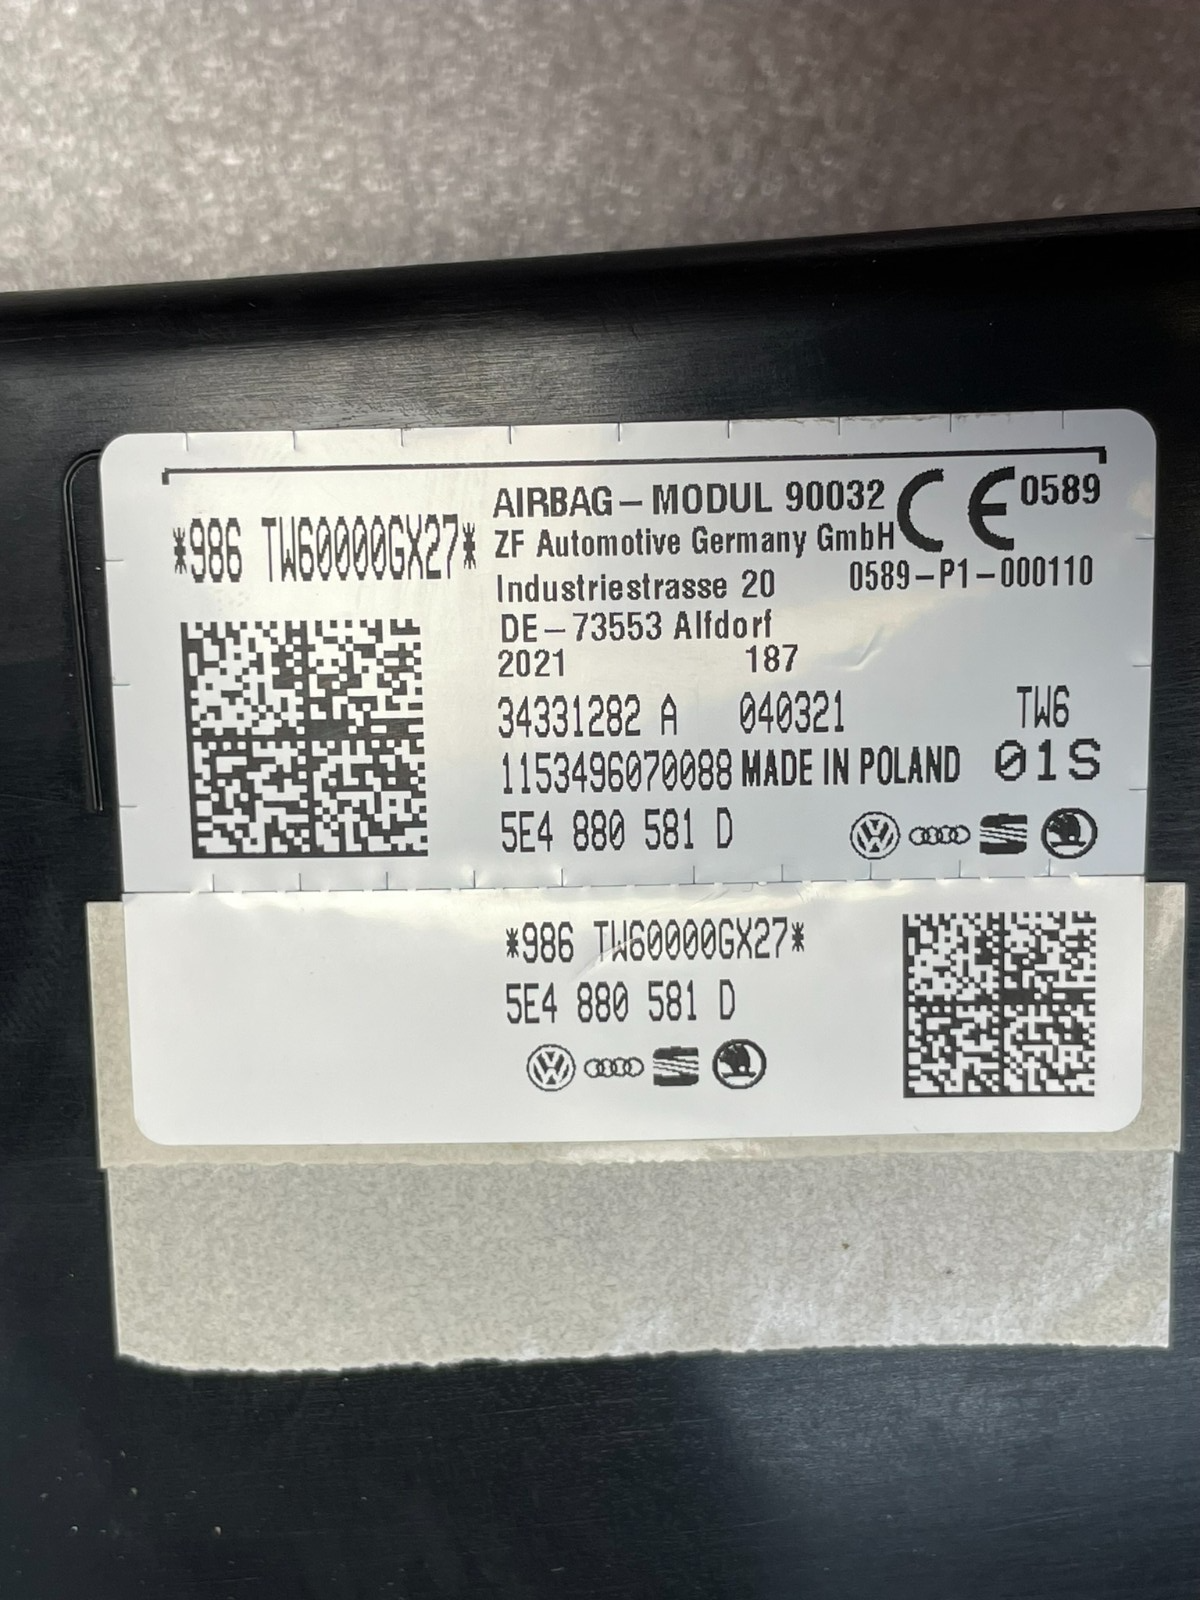 *986 TW60000GX27*
AIRBAG-MODUL 90032
CE 0589
ZF Automotive Germany GmbH
Industriestrasse 20
0589-P1-000110
DE-73553 Alfdorf
2021 187
34331282 A 040321 TW6
1153496070088 MADE IN POLAND 01S
5E4 880 581 D
*986 TW60000GX27*
5E4 880 581 D